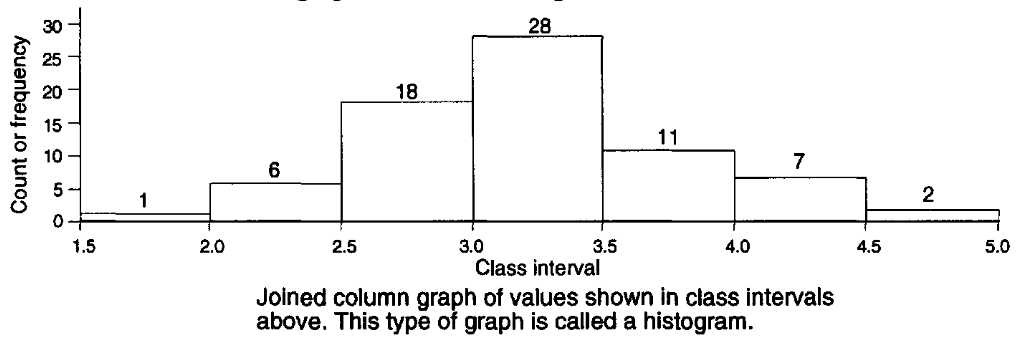 30
25
20
15
10
5
0
Count or frequency
1
6
18
28
11
7
2
1.5 2.0 2.5 3.0 3.5 4.0 4.5 5.0
Class interval
Joined column graph of values shown in class intervals
above. This type of graph is called a histogram.